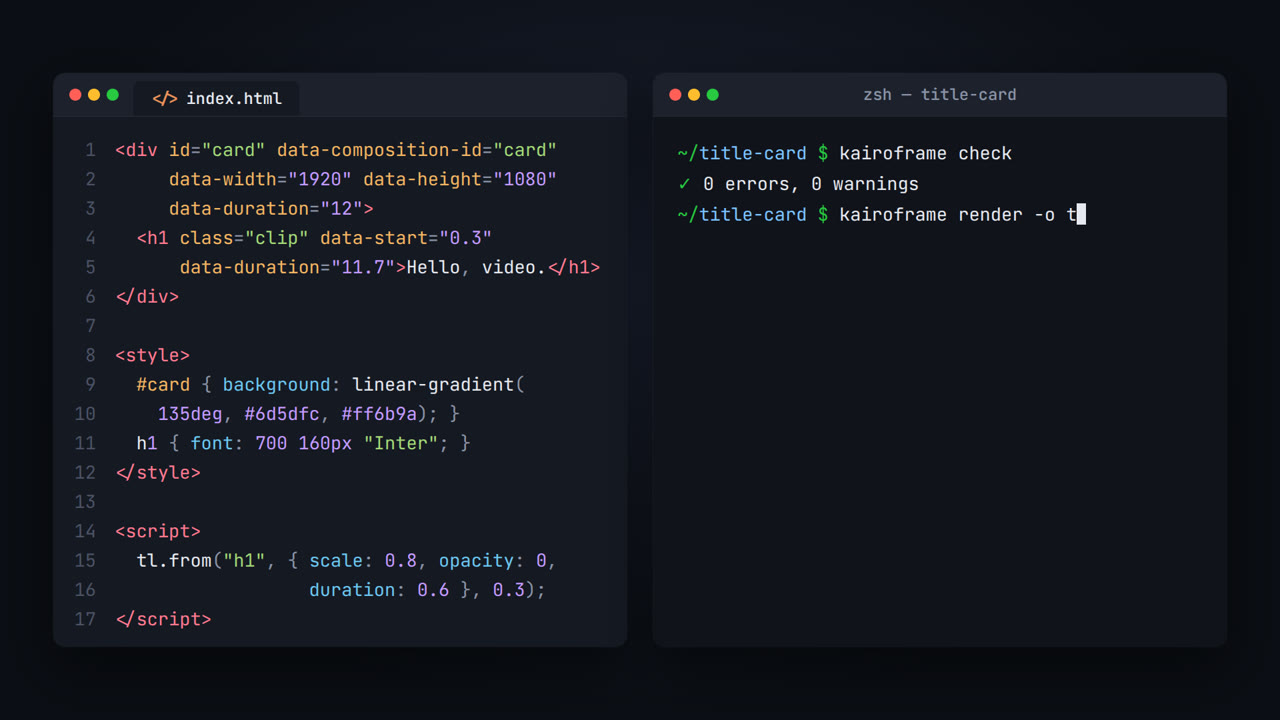 </> index.html
1 <div id="card" data-composition-id="card"
2 data-width="1920" data-height="1080"
3 data-duration="12">
4 <h1 class="clip" data-start="0.3"
5 data-duration="11.7">Hello, video.</h1>
6 </div>
7
8 <style>
9 #card { background: linear-gradient(
10 135deg, #6d5dfc, #ff6b9a); }
11 h1 { font: 700 160px "Inter"; }
12 </style>
13
14 <script>
15 tl.from("h1", { scale: 0.8, opacity: 0,
16 duration: 0.6 }, 0.3);
17 </script>
zsh — title-card
~/title-card $ kairoframe check
✓ 0 errors, 0 warnings
~/title-card $ kairoframe render -o t